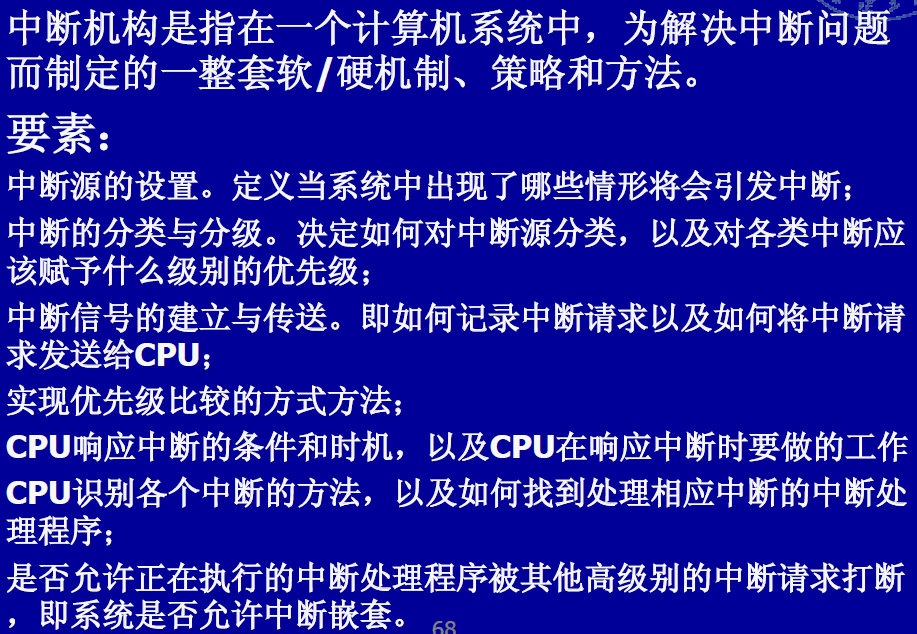 中断机构是指在一个计算机系统中，为解决中断问题
而制定的一整套软/硬机制、策略和方法。
要素：
中断源的设置。定义当系统中出现了哪些情形将会引发中断；
中断的分类与分级。决定如何对中断源分类，以及对各类中断应
该赋予什么级别的优先级；
中断信号的建立与传送。即如何记录中断请求以及如何将中断请
求发送给CPU；
实现优先级比较的方式方法；
CPU响应中断的条件和时机，以及CPU在响应中断时要做的工作
CPU识别各个中断的方法，以及如何找到处理相应中断的中断处
理程序；
是否允许正在执行的中断处理程序被其他高级别的中断请求打断
，即系统是否允许中断嵌套。
68